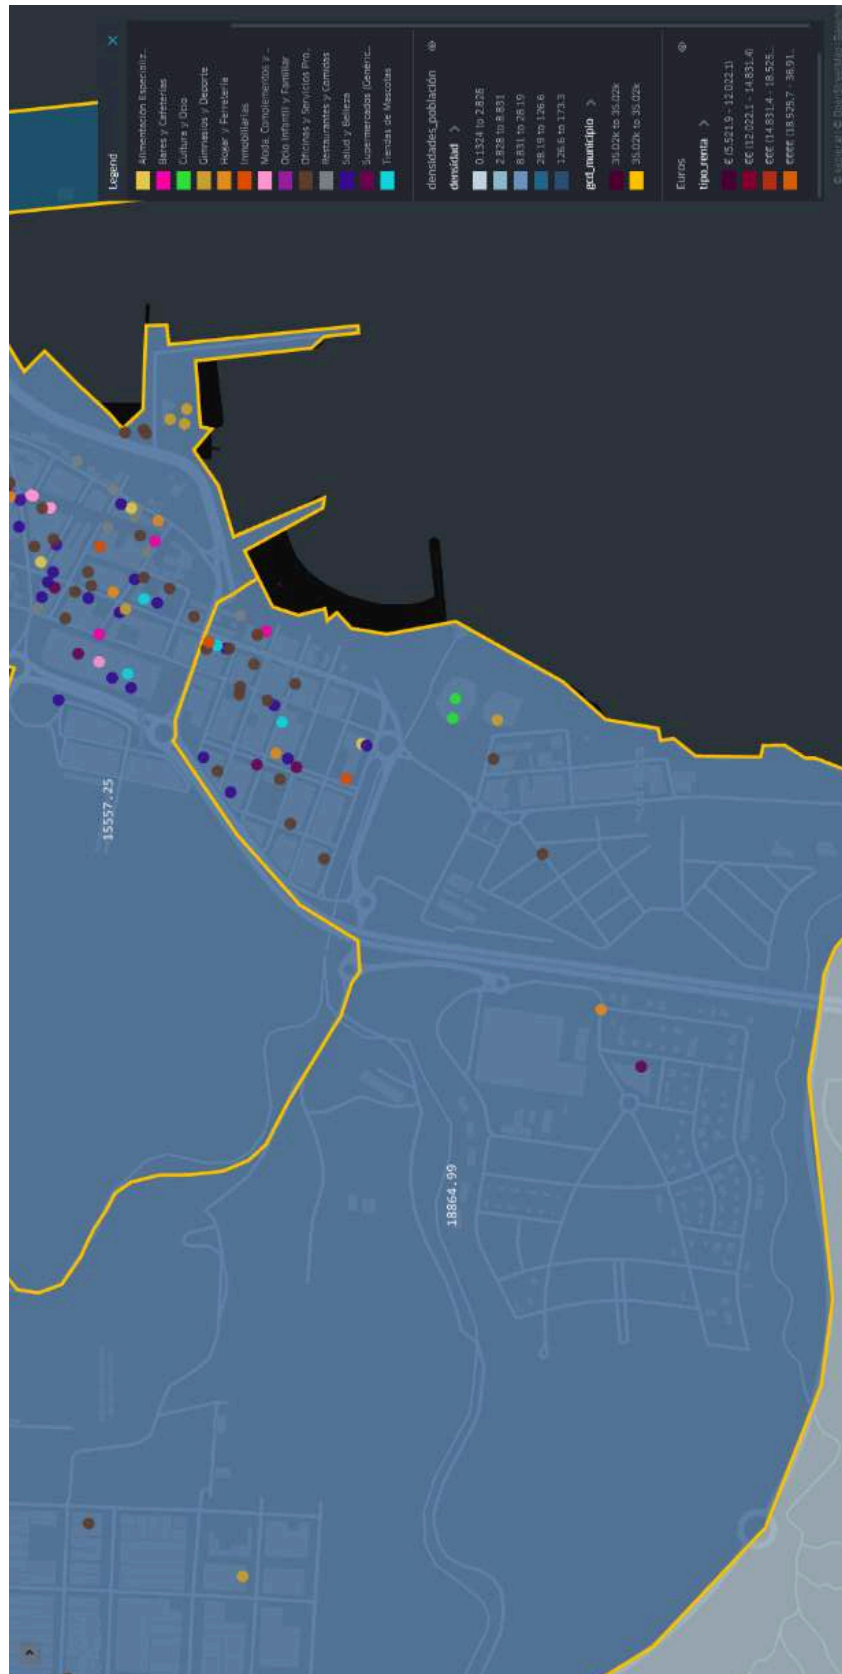 Legend
×
Alimentación Especializ..
Bares y Cafeterías
Cultura y Ocio
Gimnasios y Deporte
Hogar y Ferretería
Inmobiliarias
Moda, Complementos y ..
Ocio Infantil y Familiar
Oficinas y Servicios Pro..
Restaurantes y Comidas
Salud y Belleza
Supermercados (Genéric..
Tiendas de Mascotas
densidades_población
densidad >
0.1324 to 2.828
2.828 to 8.831
8.831 to 28.19
28.19 to 126.6
126.6 to 173.3
gcd_municipio >
35.02k to 35.02k
35.02k to 35.02k
Euros
tipo_renta >
€ (5.521,9 - 12.022,1)
€€ (12.022,1 - 14.831,4)
€€€ (14.831,4 - 18.525..
€€€€ (18.525,7 - 36.91..
15557.25
18864.99